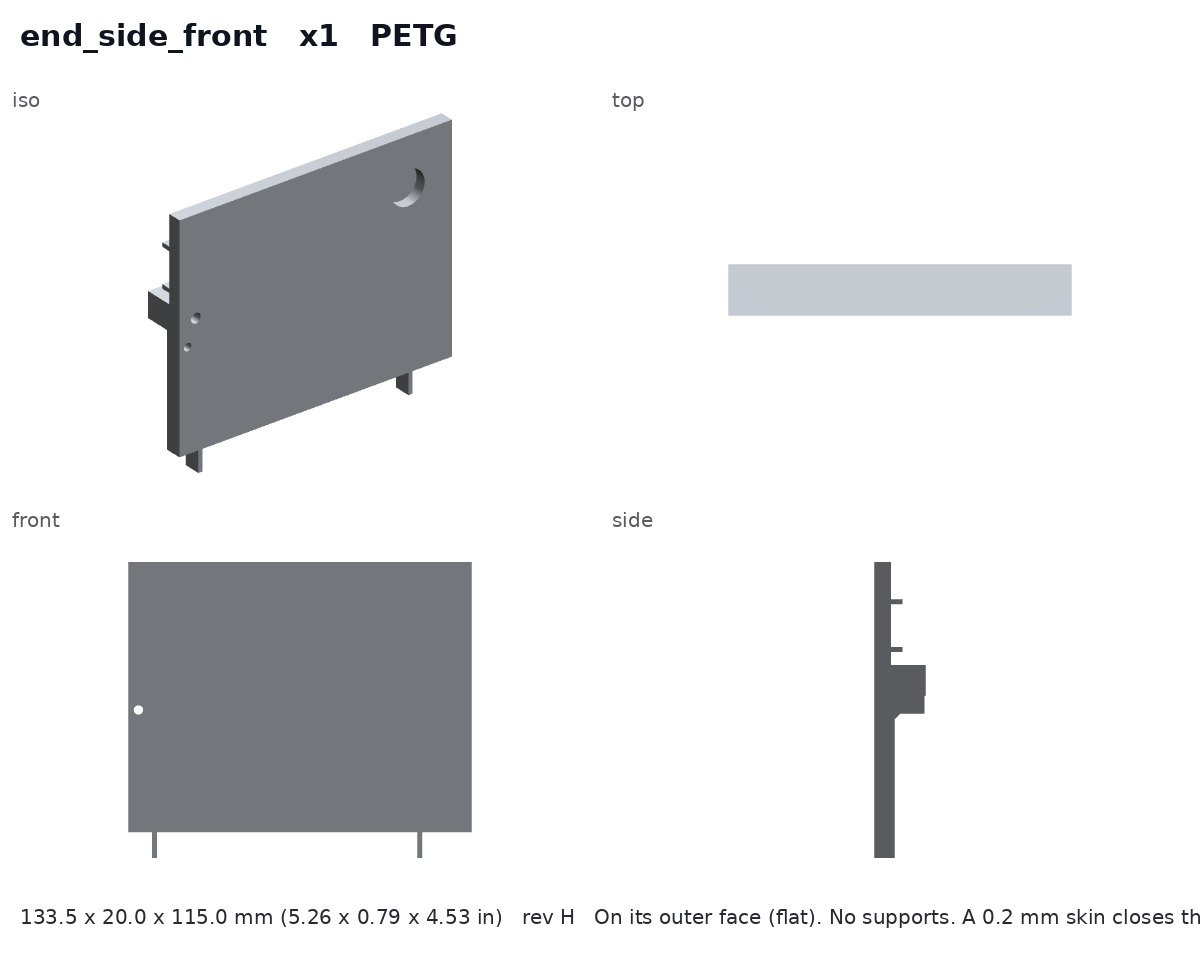 end_side_front x1 PETG
iso
top
front
side
133.5 x 20.0 x 115.0 mm (5.26 x 0.79 x 4.53 in) rev H On its outer face (flat). No supports. A 0.2 mm skin closes th